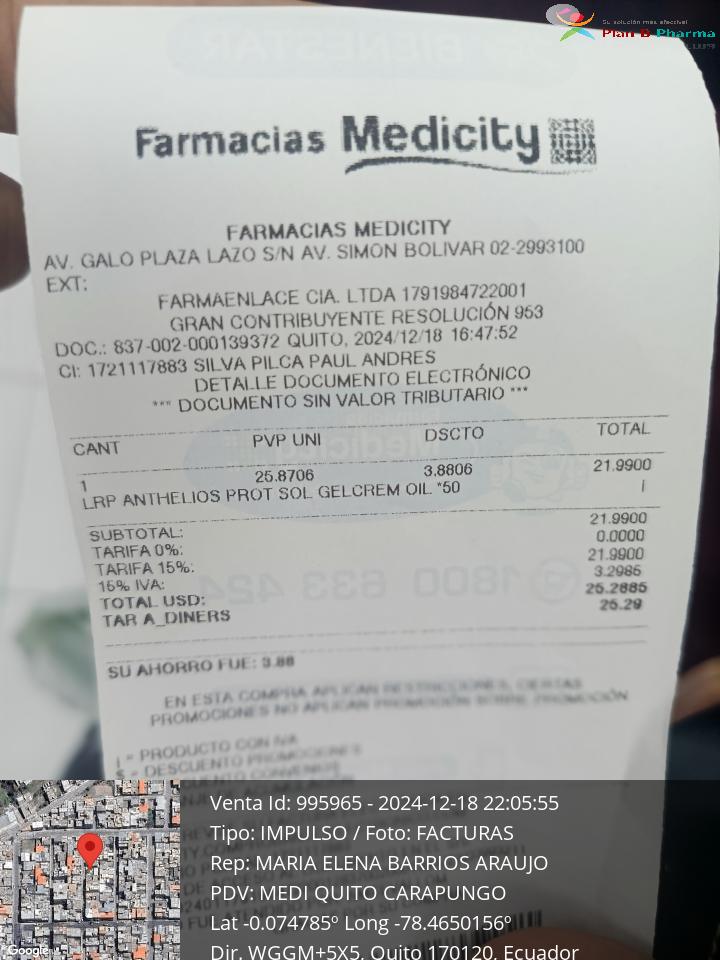 Su solución más efectiva!
Plan B Pharma
Farmacias Medicity
FARMACIAS MEDICITY
AV. GALO PLAZA LAZO S/N AV. SIMON BOLIVAR 02-2993100
EXT:
FARMAENLACE CIA. LTDA 1791984722001
GRAN CONTRIBUYENTE RESOLUCIÓN 953
DOC.: 837-002-000139372 QUITO, 2024/12/18 16:47:52
CI: 1721117883 SILVA PILCA PAUL ANDRES
DETALLE DOCUMENTO ELECTRÓNICO
*** DOCUMENTO SIN VALOR TRIBUTARIO ***
CANT PVP UNI DSCTO TOTAL
1 25.8706 3.8806 21.9900
LRP ANTHELIOS PROT SOL GELCREM OIL *50 I
SUBTOTAL: 21.9900
TARIFA 0%: 0.0000
TARIFA 15%: 21.9900
15% IVA: 3.2985
TOTAL USD: 25.2885
TAR A_DINERS 25.29
SU AHORRO FUE: 3.88
EN ESTA COMPRA APLICAN RESTRICCIONES, CIERTAS
PROMOCIONES NO APLICAN PROMOCIÓN SOBRE PROMOCIÓN
I = PRODUCTO CON IVA
S = DESCUENTO PROMOCIONES
Venta Id: 995965 - 2024-12-18 22:05:55
Tipo: IMPULSO / Foto: FACTURAS
Rep: MARIA ELENA BARRIOS ARAUJO
PDV: MEDI QUITO CARAPUNGO
Lat -0.074785º Long -78.4650156º
Dir. WGGM+5X5, Quito 170120, Ecuador
Google